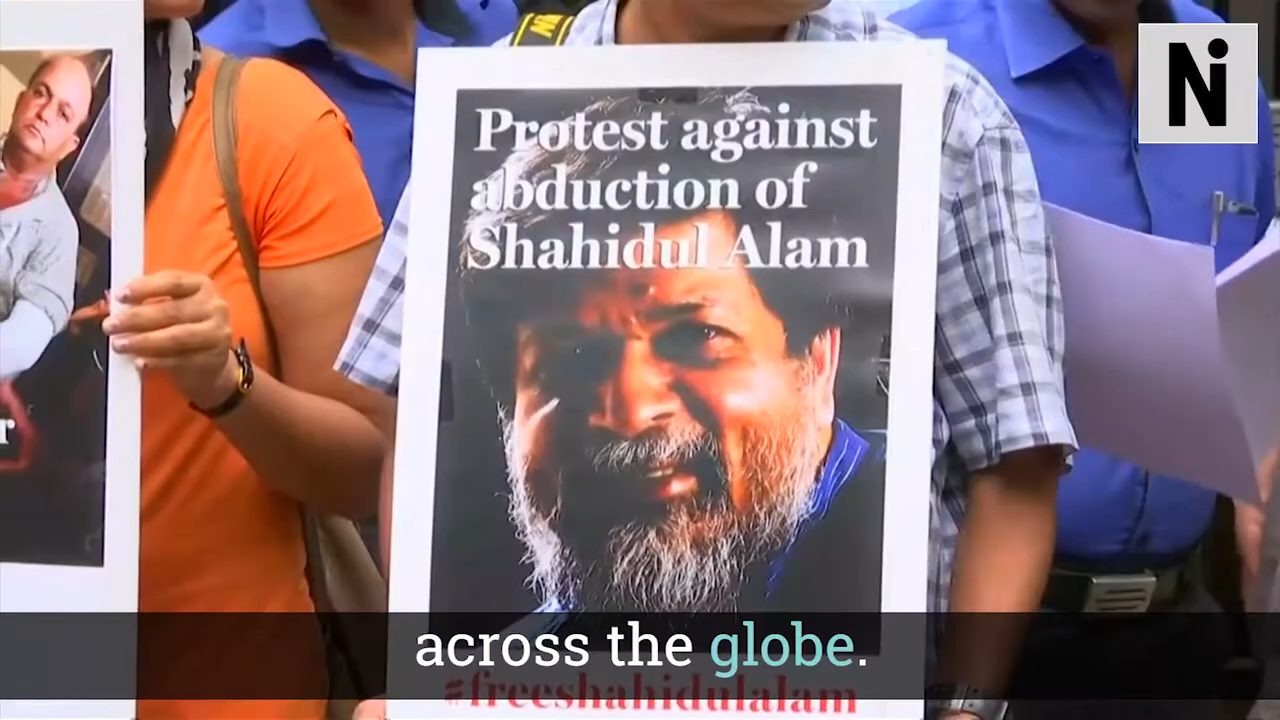 Ni
Protest against
abduction of
Shahidul Alam
r
across the globe.
#freeshahidulalam